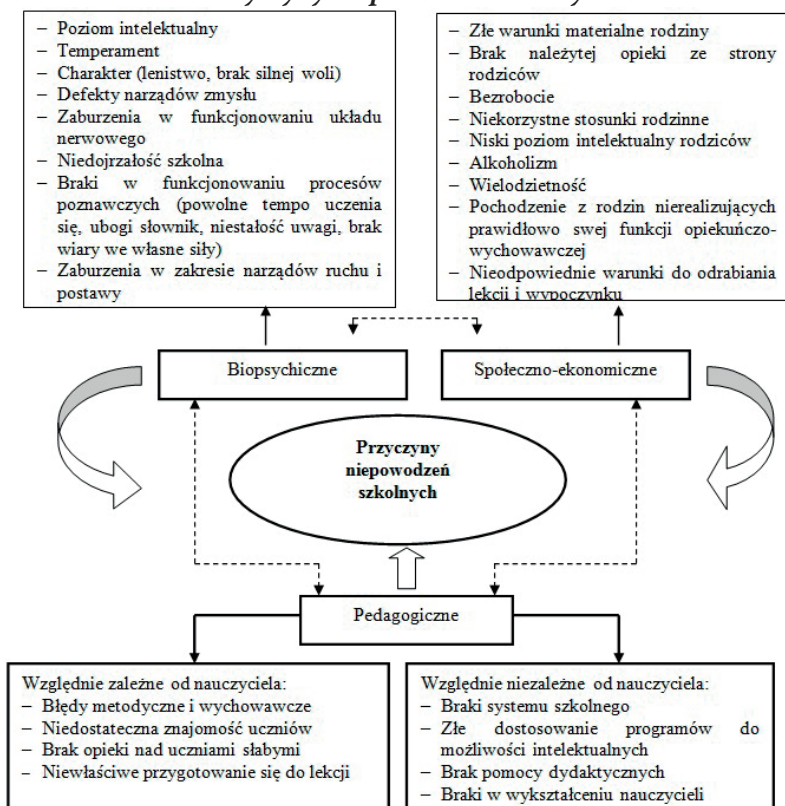 – Poziom intelektualny
– Temperament
– Charakter (lenistwo, brak silnej woli)
– Defekty narządów zmysłu
– Zaburzenia w funkcjonowaniu układu
nerwowego
– Niedojrzałość szkolna
– Braki w funkcjonowaniu procesów
poznawczych (powolne tempo uczenia
się, ubogi słownik, niestałość uwagi, brak
wiary we własne siły)
– Zaburzenia w zakresie narządów ruchu i
postawy
– Złe warunki materialne rodziny
– Brak należytej opieki ze strony
rodziców
– Bezrobocie
– Niekorzystne stosunki rodzinne
– Niski poziom intelektualny rodziców
– Alkoholizm
– Wielodzietność
– Pochodzenie z rodzin nierealizujących
prawidłowo swej funkcji opiekuńczo-
wychowawczej
– Nieodpowiednie warunki do odrabiania
lekcji i wypoczynku
Biopsychiczne
Społeczno-ekonomiczne
Przyczyny
niepowodzeń
szkolnych
Pedagogiczne
Względnie zależne od nauczyciela:
– Błędy metodyczne i wychowawcze
– Niedostateczna znajomość uczniów
– Brak opieki nad uczniami słabymi
– Niewłaściwe przygotowanie się do lekcji
Względnie niezależne od nauczyciela:
– Braki systemu szkolnego
– Złe dostosowanie programów do
możliwości intelektualnych
– Brak pomocy dydaktycznych
– Braki w wykształceniu nauczycieli